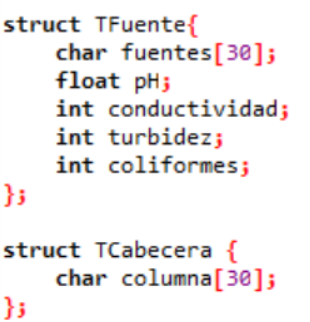 struct TFuente{
    char fuentes[30];
    float pH;
    int conductividad;
    int turbidez;
    int coliformes;
};
struct TCabecera {
    char columna[30];
};